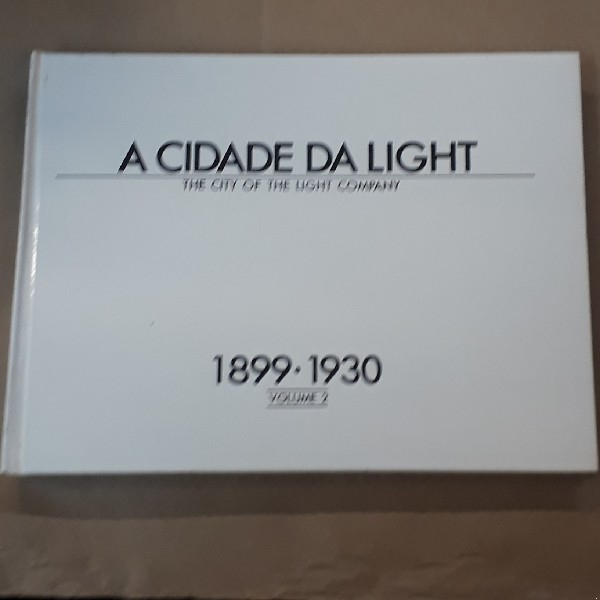 A CIDADE DA LIGHT
THE CITY OF THE LIGHT COMPANY
1899·1930
VOLUME 2